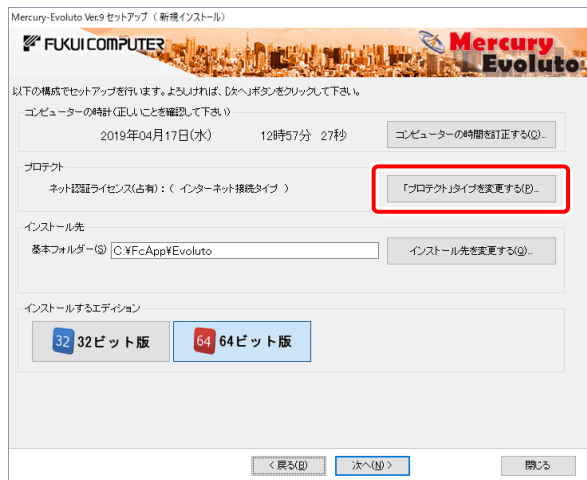 Mercury-Evoluto Ver.9 セットアップ（ 新規インストール）
FUKUI COMPUTER
Mercury
Evoluto
以下の構成でセットアップを行います。よろしければ、[次へ]ボタンをクリックして下さい。
コンピューターの時計（正しいことを確認して下さい）
2019年04月17日(水) 12時57分 27秒
コンピューターの時間を訂正する(C)...
プロテクト
ネット認証ライセンス(占有)：（ インターネット接続タイプ ）
「プロテクト」タイプを変更する(P)...
インストール先
基本フォルダー(S) C:¥FcApp¥Evoluto
インストール先を変更する(O)...
インストールするエディション
32 32ビット版
64 64ビット版
< 戻る(B)
次へ(N) >
閉じる